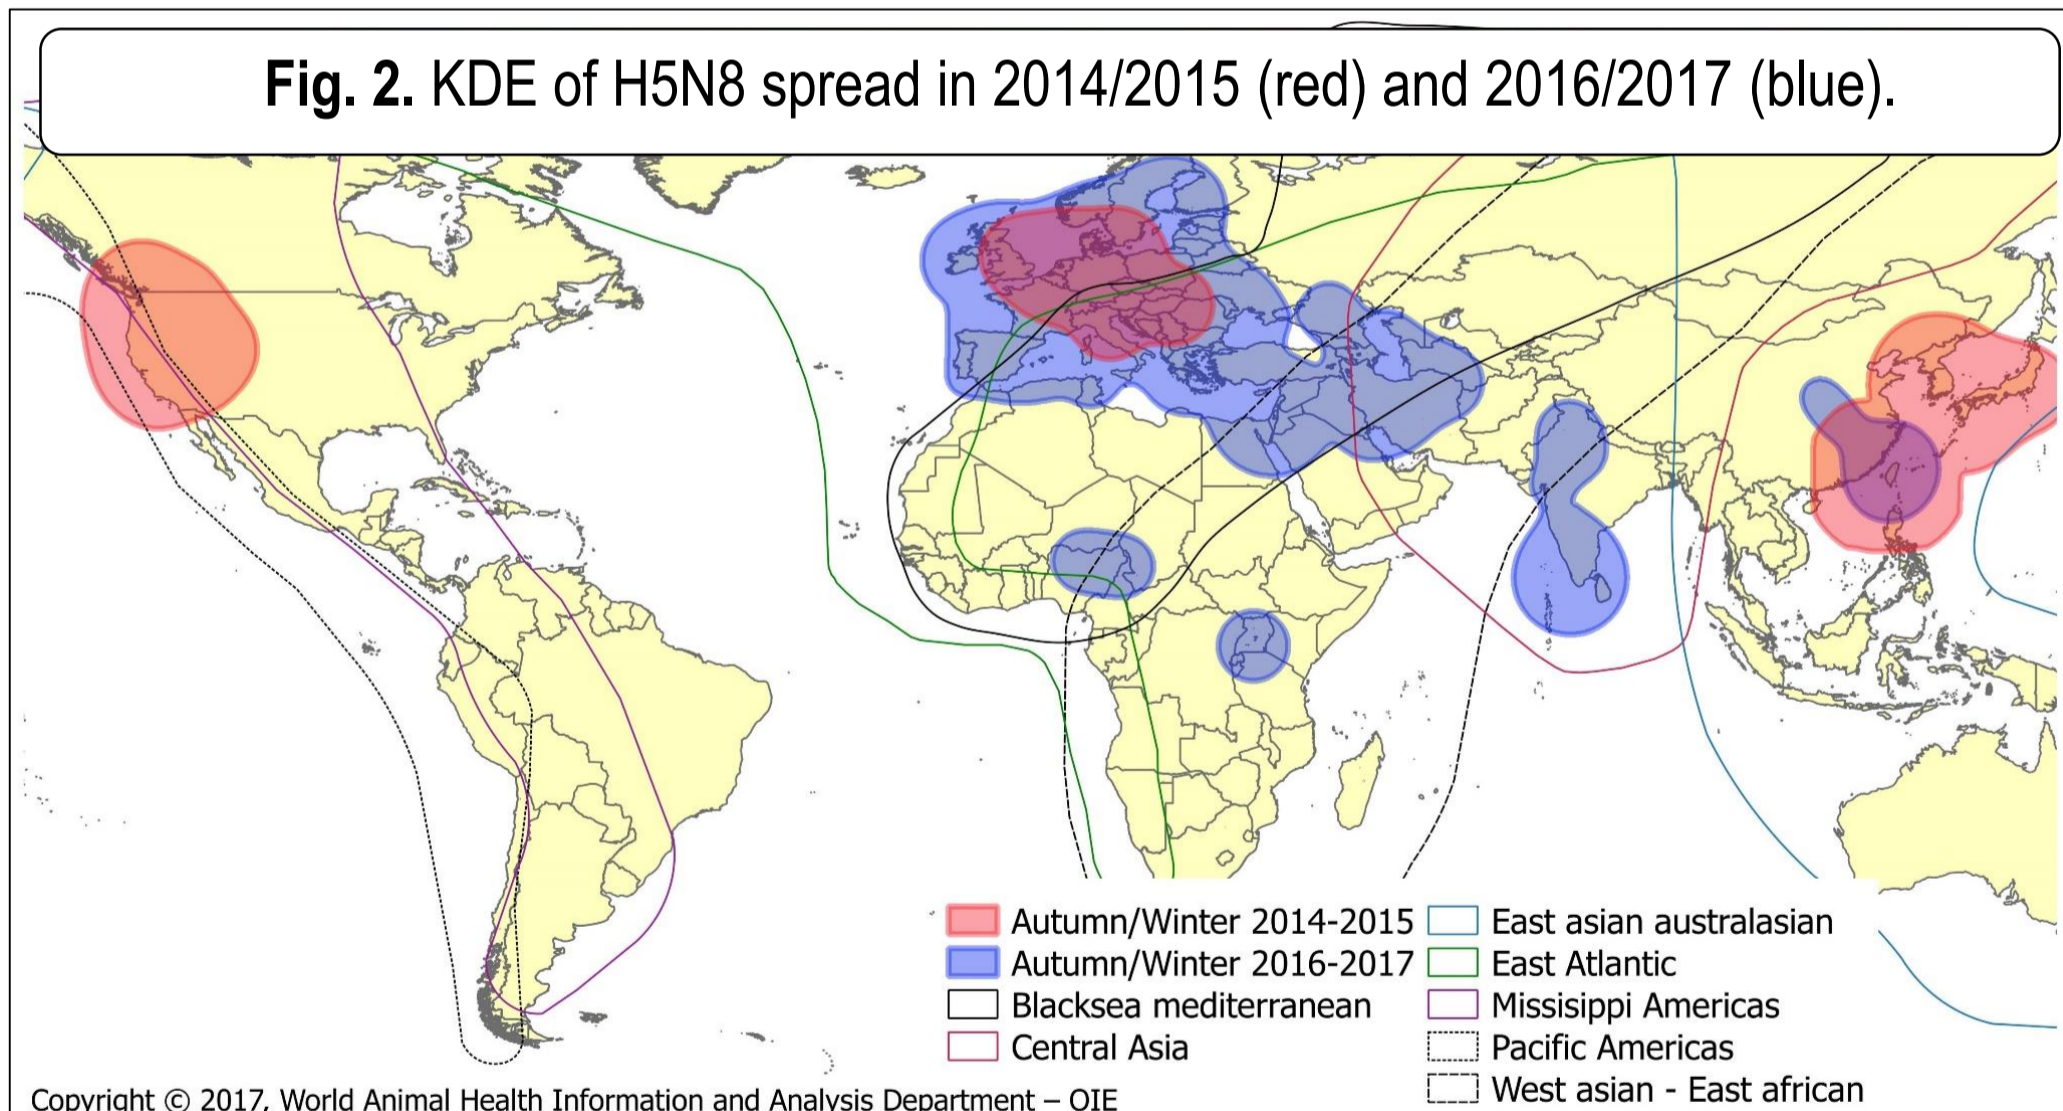 Fig. 2. KDE of H5N8 spread in 2014/2015 (red) and 2016/2017 (blue).
Autumn/Winter 2014-2015
Autumn/Winter 2016-2017
Blacksea mediterranean
Central Asia
East asian australasian
East Atlantic
Missisippi Americas
Pacific Americas
West asian - East african
Copyright © 2017, World Animal Health Information and Analysis Department – OIE